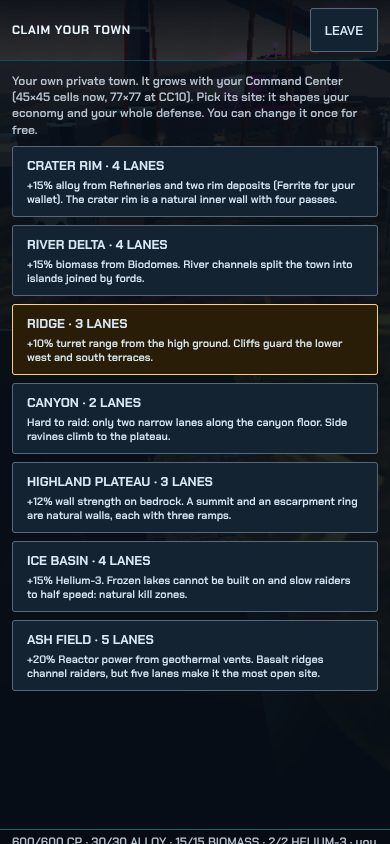 CLAIM YOUR TOWN
LEAVE
Your own private town. It grows with your Command Center
(45×45 cells now, 77×77 at CC10). Pick its site: it shapes your
economy and your whole defense. You can change it once for
free.
CRATER RIM · 4 LANES
+15% alloy from Refineries and two rim deposits (Ferrite for your
wallet). The crater rim is a natural inner wall with four passes.
RIVER DELTA · 4 LANES
+15% biomass from Biodomes. River channels split the town into
islands joined by fords.
RIDGE · 3 LANES
+10% turret range from the high ground. Cliffs guard the lower
west and south terraces.
CANYON · 2 LANES
Hard to raid: only two narrow lanes along the canyon floor. Side
ravines climb to the plateau.
HIGHLAND PLATEAU · 3 LANES
+12% wall strength on bedrock. A summit and an escarpment ring
are natural walls, each with three ramps.
ICE BASIN · 4 LANES
+15% Helium-3. Frozen lakes cannot be built on and slow raiders
to half speed: natural kill zones.
ASH FIELD · 5 LANES
+20% Reactor power from geothermal vents. Basalt ridges
channel raiders, but five lanes make it the most open site.
600/600 CP · 30/30 ALLOY · 15/15 BIOMASS · 2/2 HELIUM-3 · you